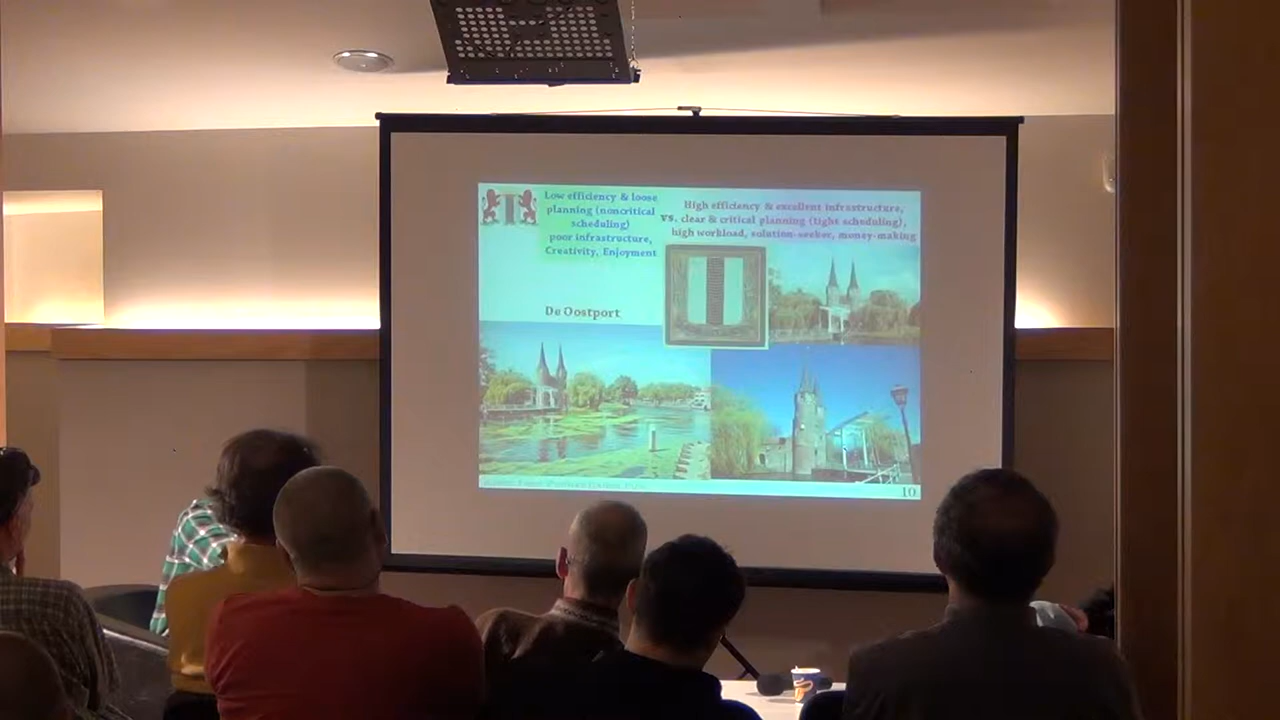 Low efficiency & loose
planning (noncritical
scheduling)
poor infrastructure,
Creativity, Enjoyment
High efficiency & excellent infrastructure,
vs. clear & critical planning (tight scheduling),
high workload, solution-seeker, money-making
De Oostport
10